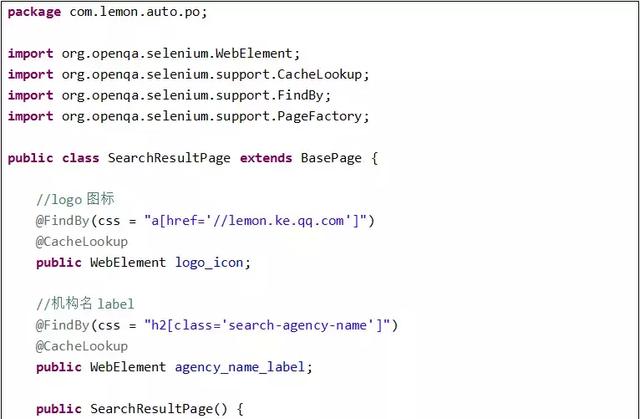 package com.lemon.auto.po;
import org.openqa.selenium.WebElement;
import org.openqa.selenium.support.CacheLookup;
import org.openqa.selenium.support.FindBy;
import org.openqa.selenium.support.PageFactory;
public class SearchResultPage extends BasePage {
//logo 图标
@FindBy(css = "a[href='//lemon.ke.qq.com']")
@CacheLookup
public WebElement logo_icon;
//机构名 label
@FindBy(css = "h2[class='search-agency-name']")
@CacheLookup
public WebElement agency_name_label;
public SearchResultPage() {